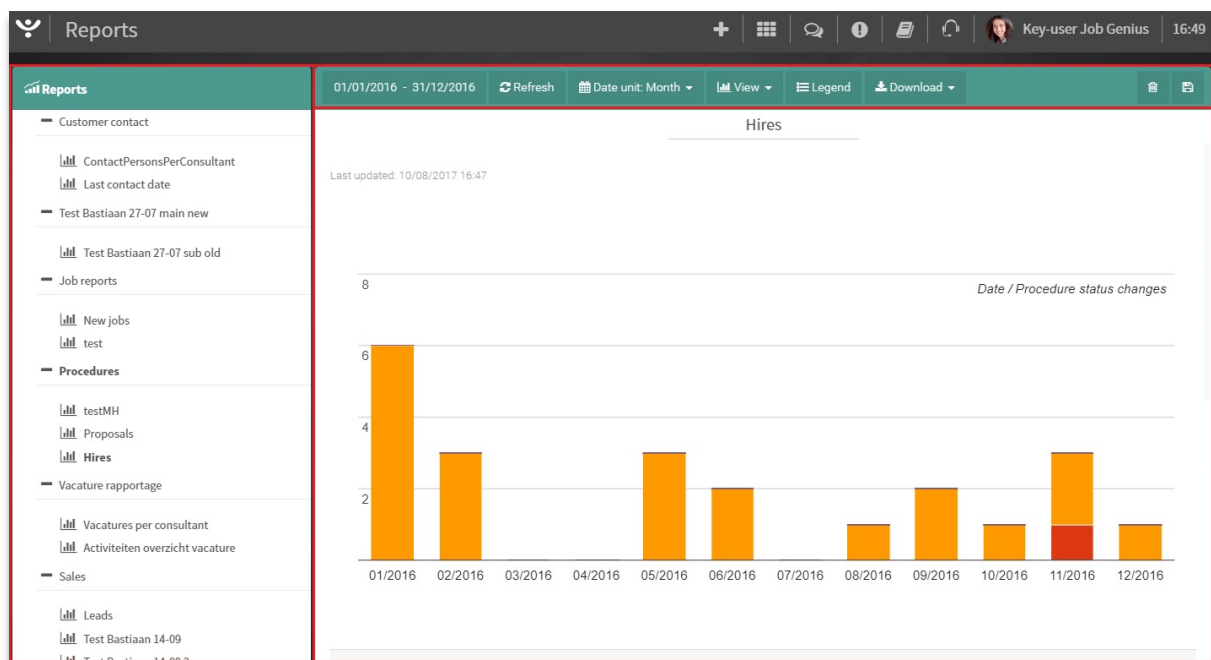 Reports
Key-user Job Genius
16:49
Reports
Customer contact
ContactPersonsPerConsultant
Last contact date
Test Bastiaan 27-07 main new
Test Bastiaan 27-07 sub old
Job reports
New jobs
test
Procedures
testMH
Proposals
Hires
Vacature rapportage
Vacatures per consultant
Activiteiten overzicht vacature
Sales
Leads
Test Bastiaan 14-09
01/01/2016 - 31/12/2016 Refresh Date unit: Month View Legend Download
Hires
Last updated: 10/08/2017 16:47
8
Date / Procedure status changes
6
4
2
01/2016 02/2016 03/2016 04/2016 05/2016 06/2016 07/2016 08/2016 09/2016 10/2016 11/2016 12/2016